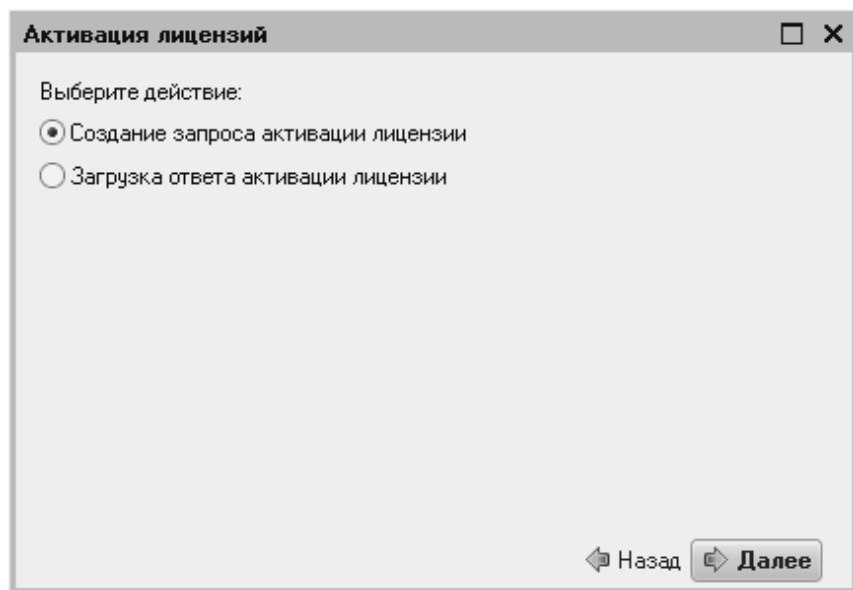 Активация лицензий
Выберите действие:
Создание запроса активации лицензии
Загрузка ответа активации лицензии
Назад Далее